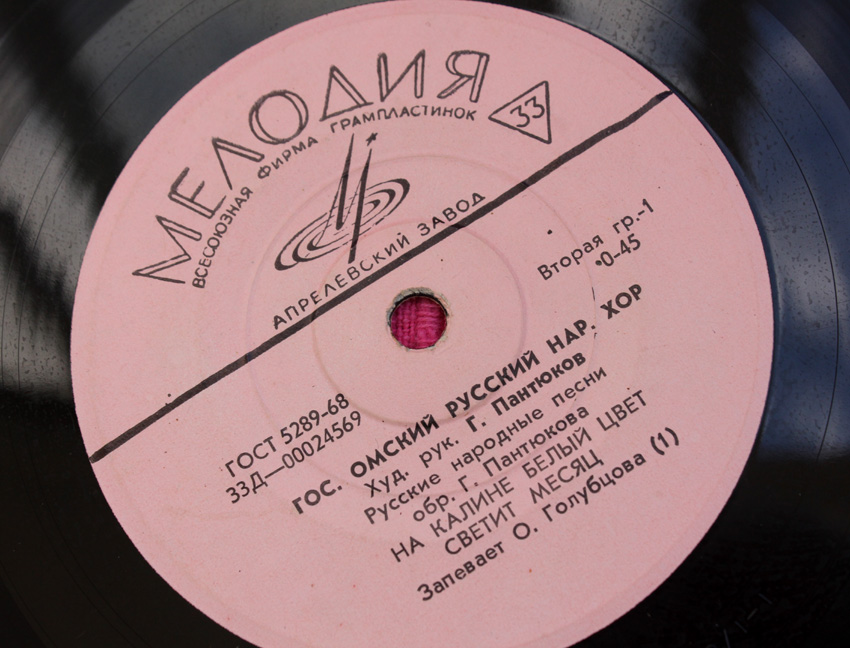 МЕЛОДИЯ
33
ВСЕСОЮЗНАЯ ФИРМА ГРАМПЛАСТИНОК
АПРЕЛЕВСКИЙ ЗАВОД
Вторая гр.-1
0-45
ГОСТ 5289-68
33Д—00024569
ГОС. ОМСКИЙ РУССКИЙ НАР. ХОР
Худ. рук. Г. Пантюков
Русские народные песни
обр. Г. Пантюкова
НА КАЛИНЕ БЕЛЫЙ ЦВЕТ
СВЕТИТ МЕСЯЦ
Запевает О. Голубцова (1)